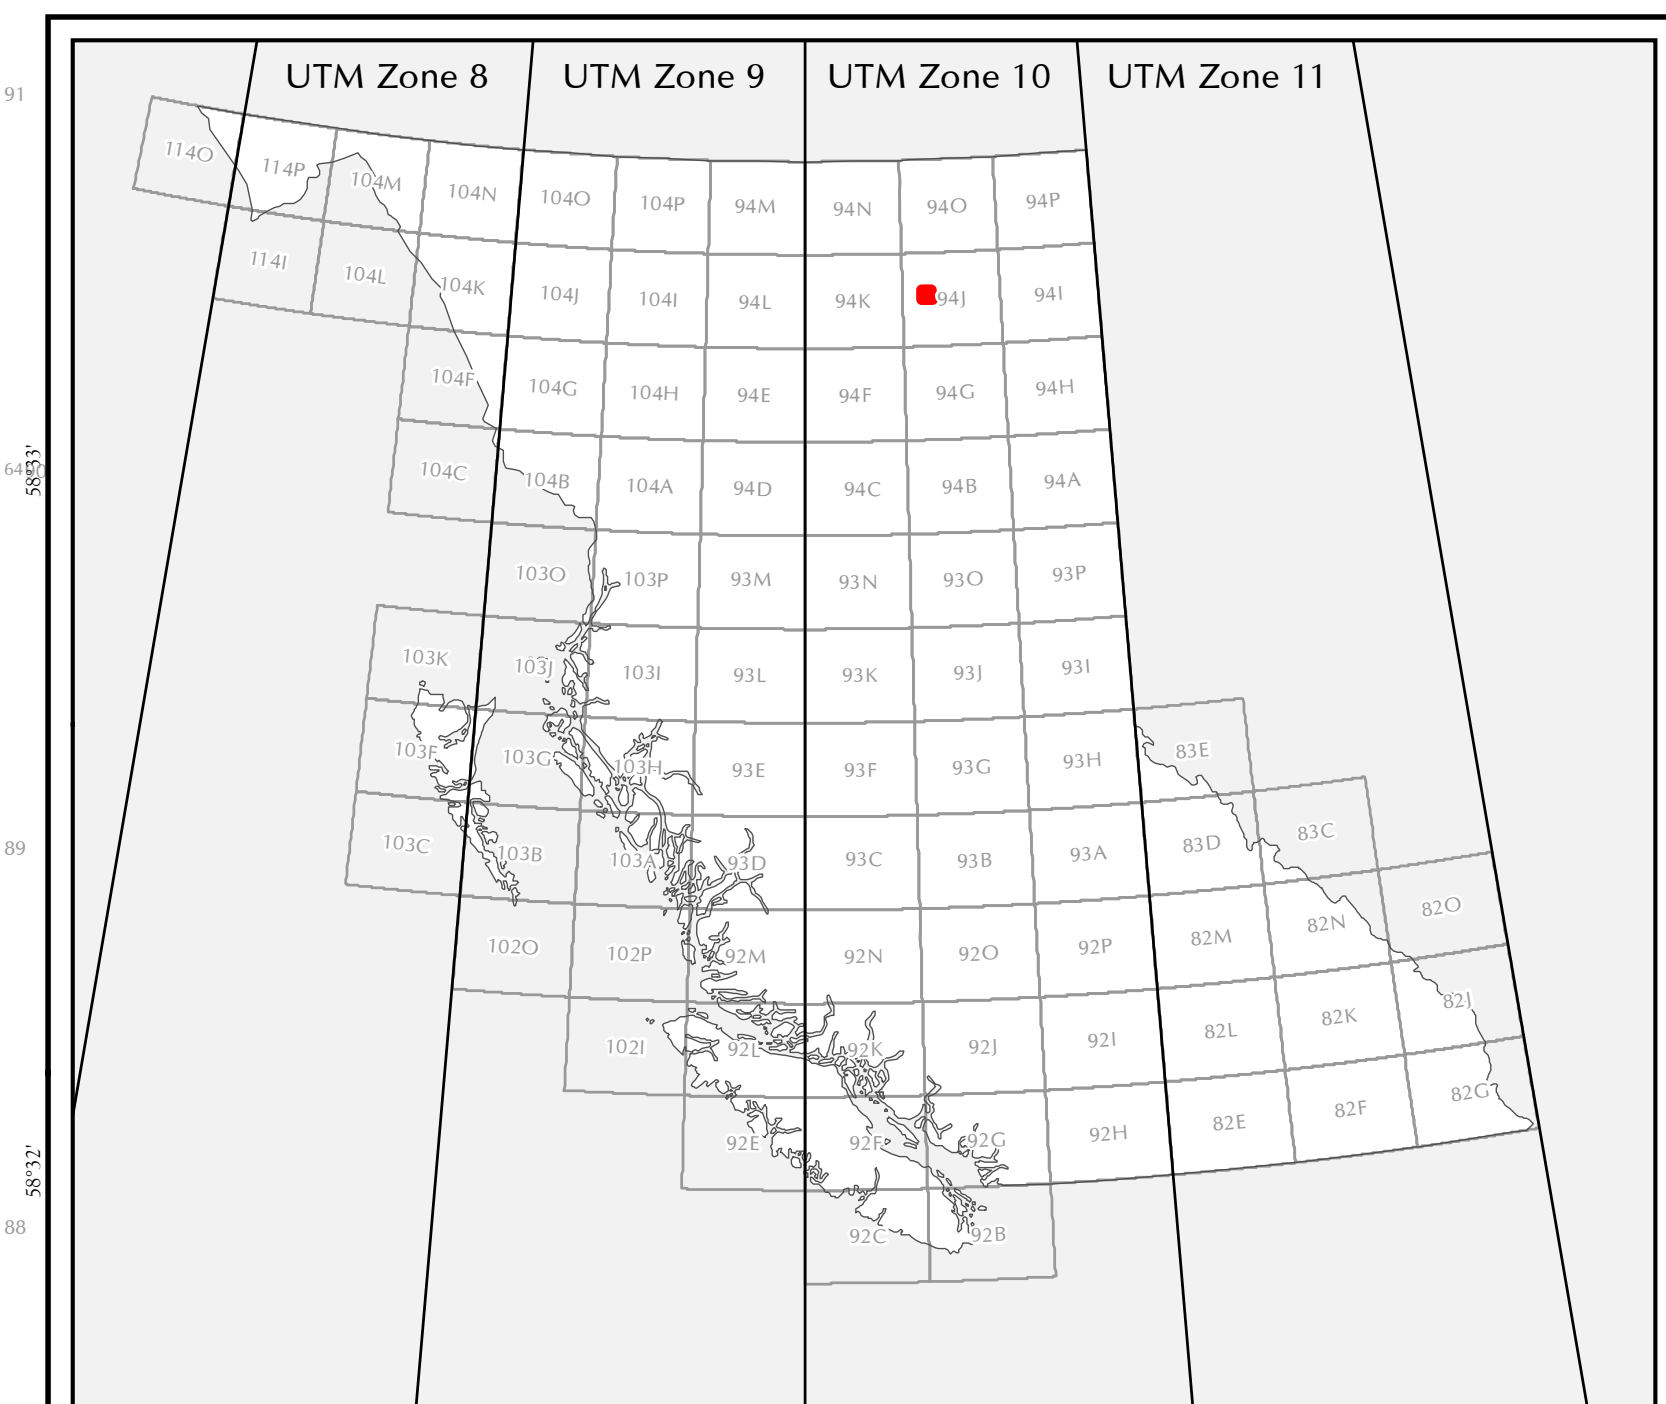 UTM Zone 8 UTM Zone 9 UTM Zone 10 UTM Zone 11
91
114O 114P 104M 104N 104O 104P 94M 94N 94O 94P
114I 104L 104K 104J 104I 94L 94K 94J 94I
104F 104G 104H 94E 94F 94G 94H
58°33'
104C 104B 104A 94D 94C 94B 94A
103O 103P 93M 93N 93O 93P
103K 103J 103I 93L 93K 93J 93I
103F 103G 103H 93E 93F 93G 93H 83E
89
103C 103B 103A 93D 93C 93B 93A 83D 83C
102O 102P 92M 92N 92O 92P 82M 82N 82O
102I 92L 92K 92J 92I 82L 82K 82J
92E 92F 92G 92H 82E 82F 82G
58°32'
88
92C 92B